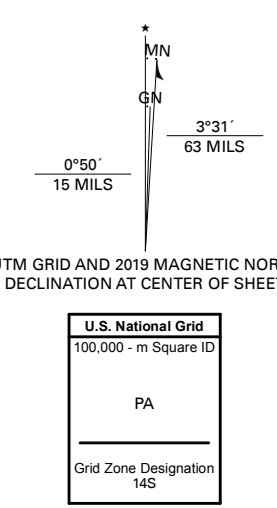 ★
MN
GN
3°31´
63 MILS
0°50´
15 MILS
UTM GRID AND 2019 MAGNETIC NOR
DECLINATION AT CENTER OF SHEET
U.S. National Grid
100,000 - m Square ID
PA
Grid Zone Designation
14S